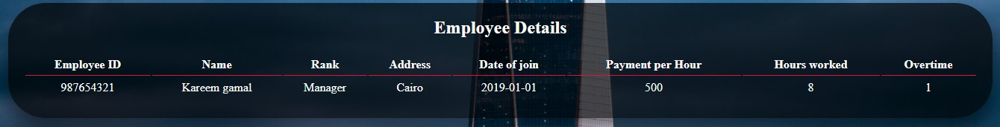 Employee Details
Employee ID Name Rank Address Date of join Payment per Hour Hours worked Overtime
987654321 Kareem gamal Manager Cairo 2019-01-01 500 8 1